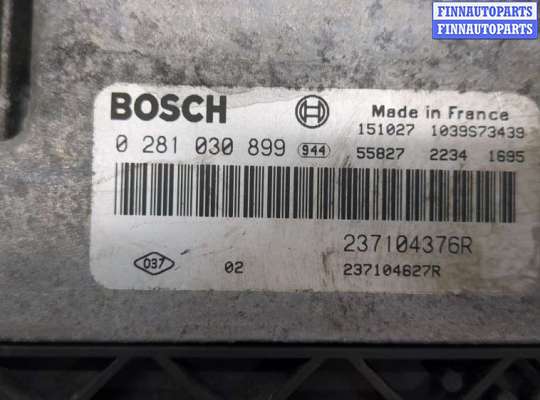 FINNAUTOPARTS
FINNAUTOPARTS.BY
BOSCH
Made in France
151027 1039S73439
0 281 030 899 944 55827 2234 1695
237104376R
037 02 237104627R